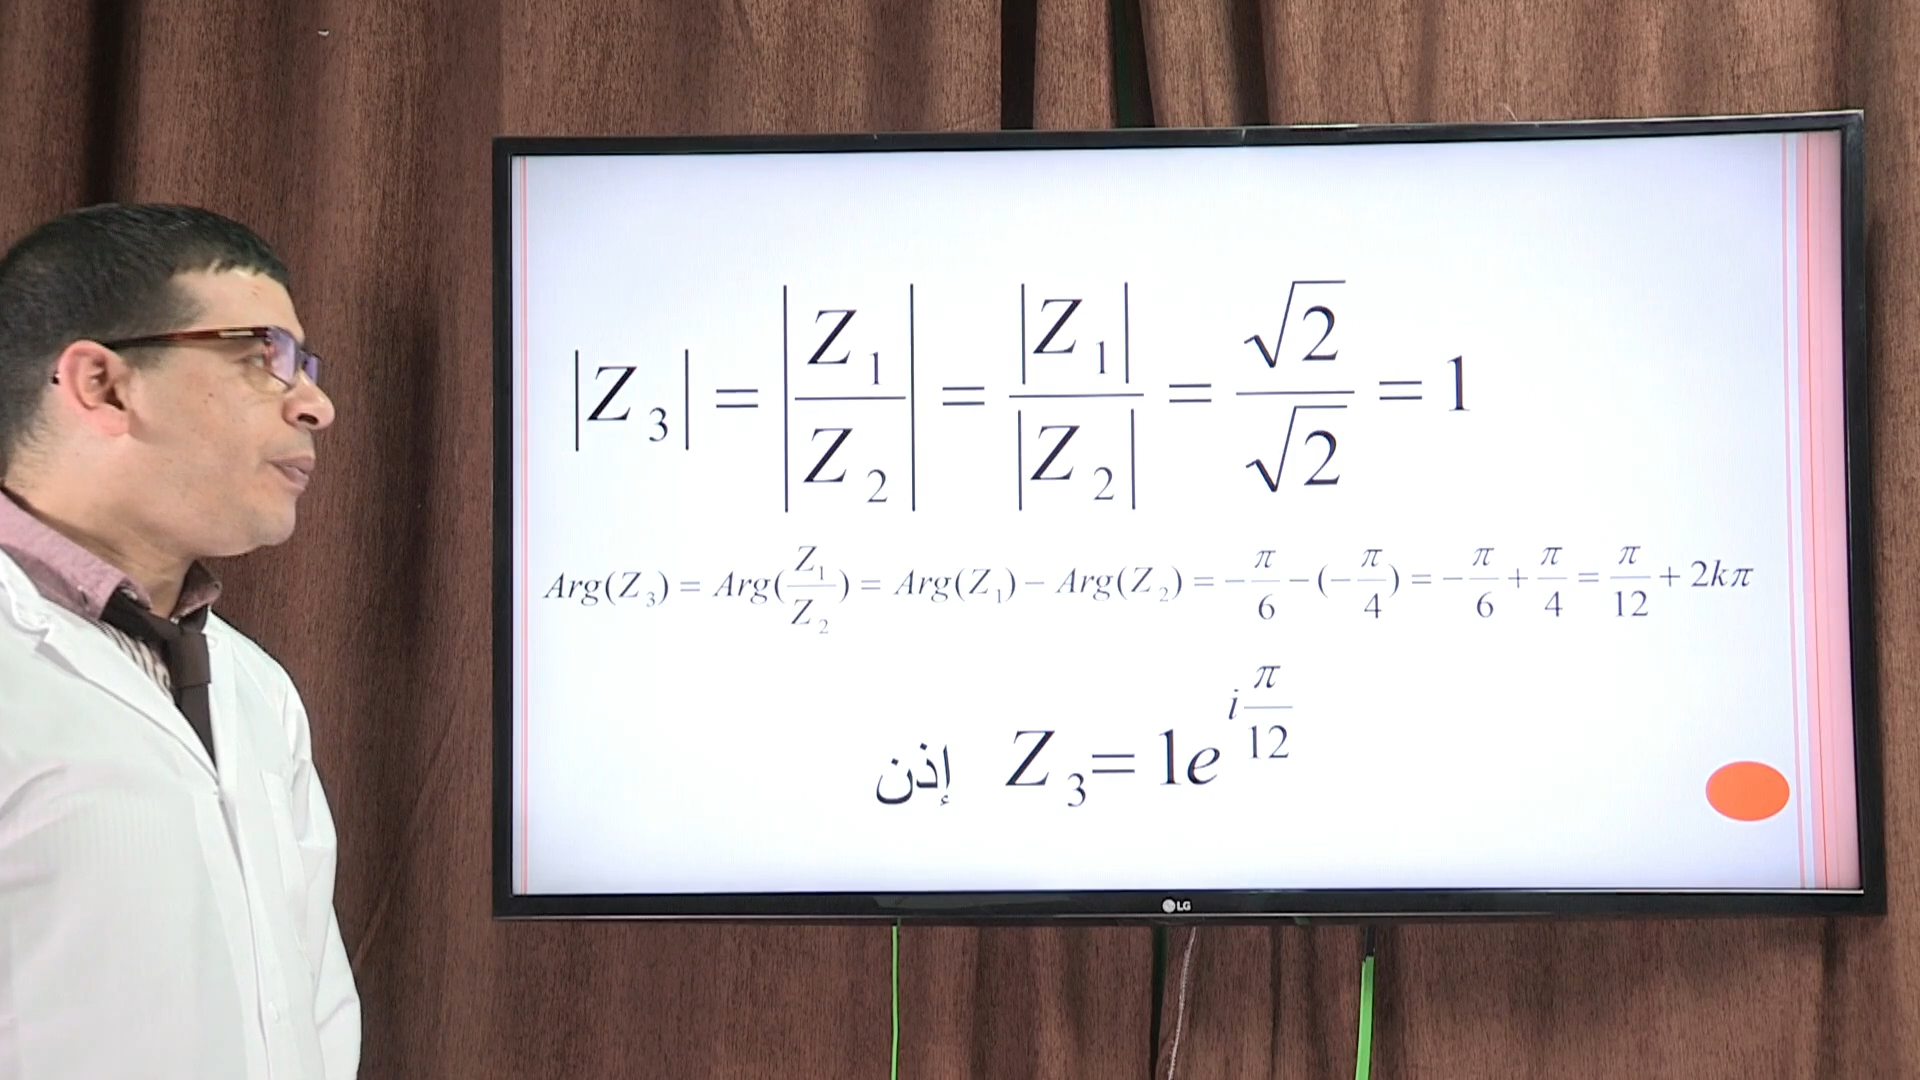 |Z₃| = |Z₁/Z₂| = |Z₁|/|Z₂| = √2/√2 = 1
Arg(Z₃) = Arg(Z₁/Z₂) = Arg(Z₁) − Arg(Z₂) = −π/6 − (−π/4) = −π/6 + π/4 = π/12 + 2kπ
إذن Z₃ = 1e^(iπ/12)
LG